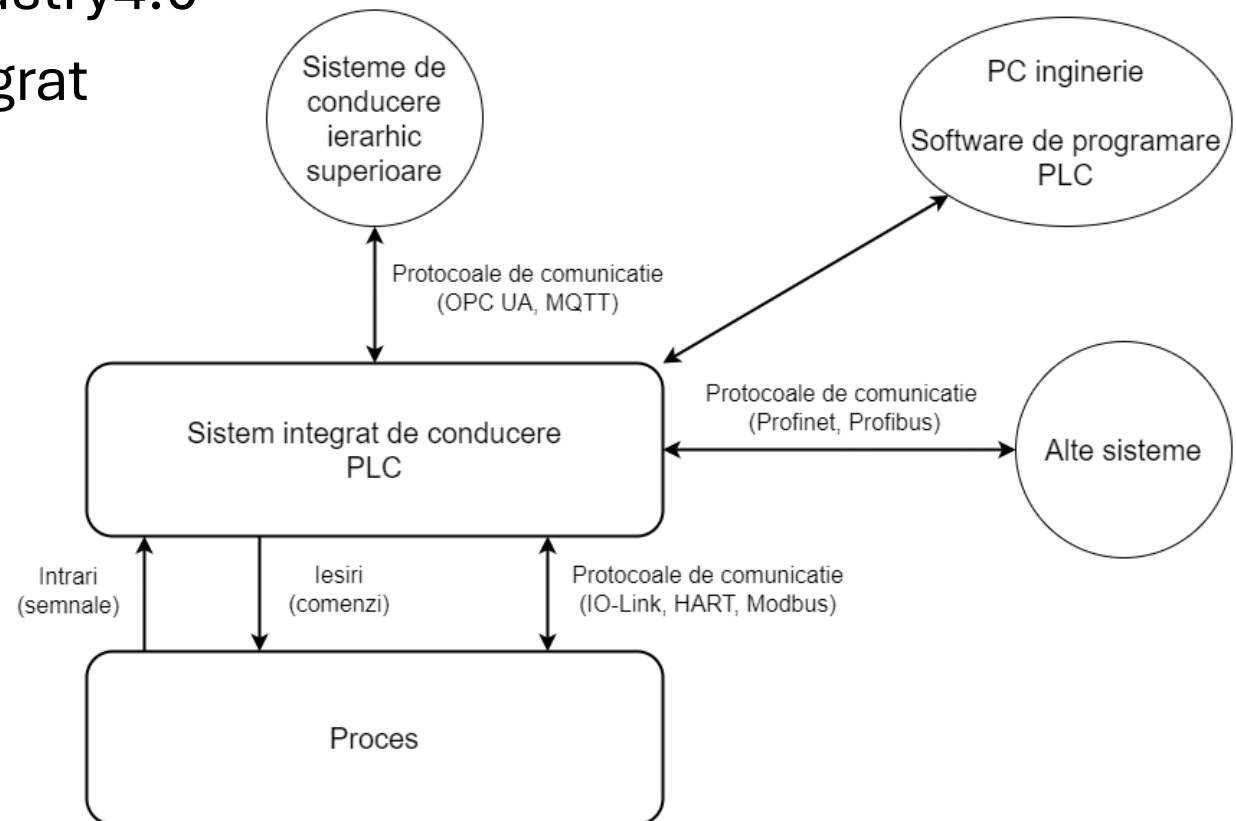 ustry4.0
grat
Sisteme de
conducere
ierarhic
superioare
PC inginerie
Software de programare
PLC
Protocoale de comunicatie
(OPC UA, MQTT)
Protocoale de comunicatie
(Profinet, Profibus)
Sistem integrat de conducere
PLC
Alte sisteme
Intrari
(semnale)
Iesiri
(comenzi)
Protocoale de comunicatie
(IO-Link, HART, Modbus)
Proces